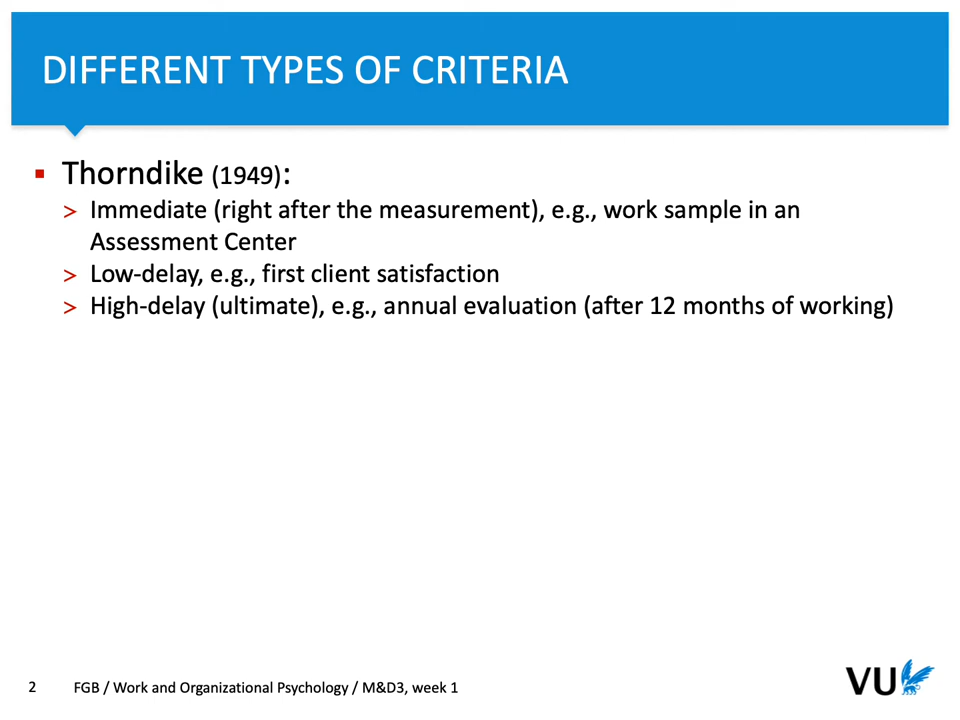 DIFFERENT TYPES OF CRITERIA
▪ Thorndike (1949):
> Immediate (right after the measurement), e.g., work sample in an
Assessment Center
> Low-delay, e.g., first client satisfaction
> High-delay (ultimate), e.g., annual evaluation (after 12 months of working)
2 FGB / Work and Organizational Psychology / M&D3, week 1
VU